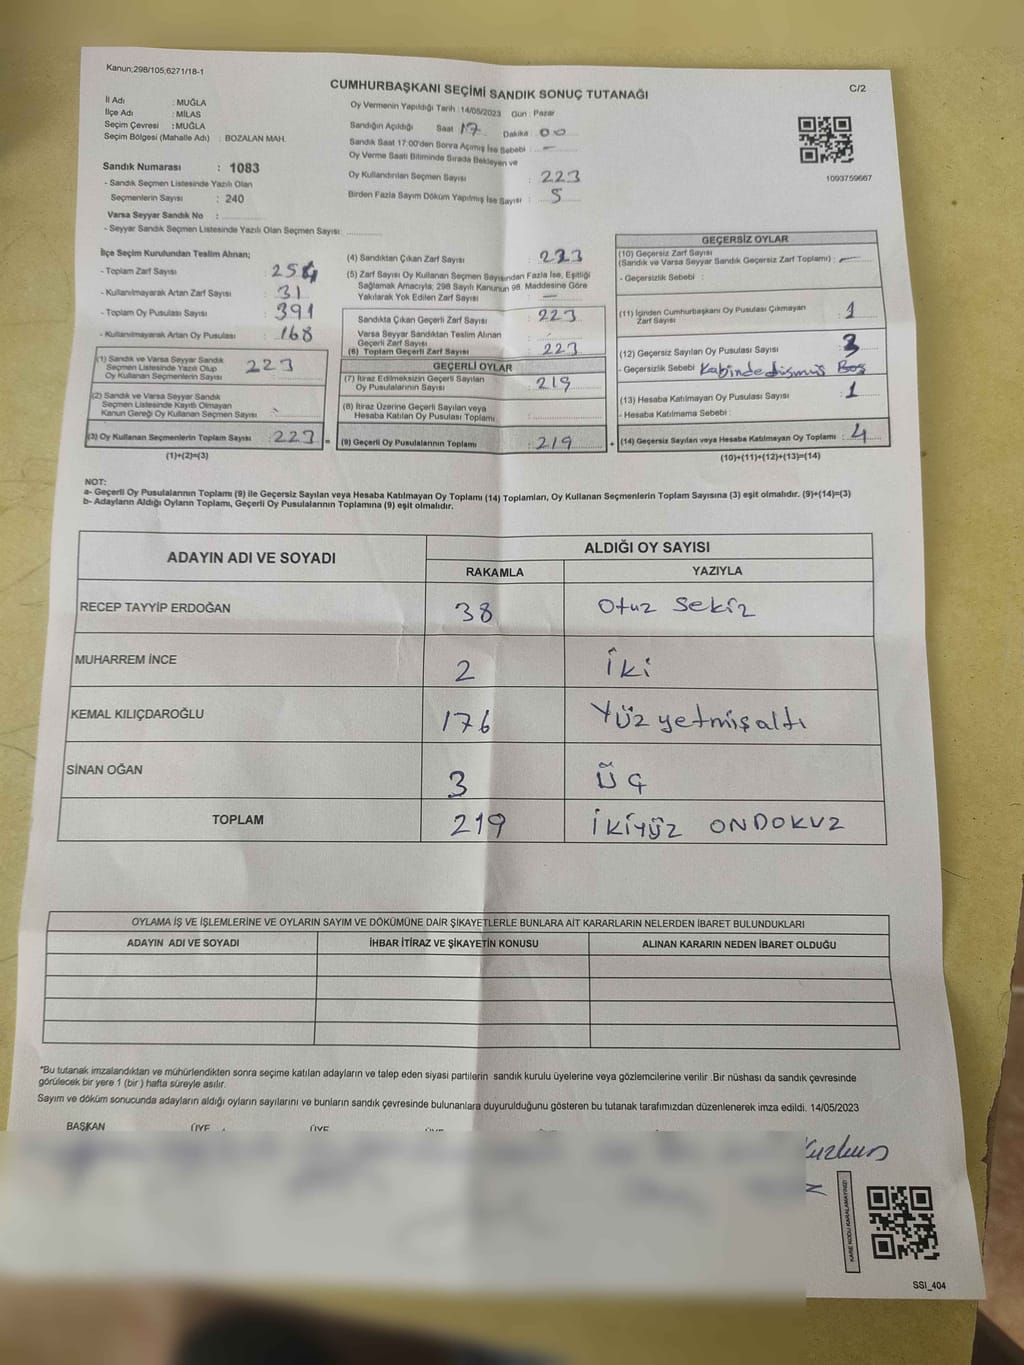 Kanun;298/105;6271/18-1
CUMHURBAŞKANI SEÇİMİ SANDIK SONUÇ TUTANAĞI
C/2
İl Adı : MUĞLA
İlçe Adı : MİLAS
Seçim Çevresi : MUĞLA
Seçim Bölgesi (Mahalle Adı) : BOZALAN MAH.
Oy Vermenin Yapıldığı Tarih : 14/05/2023 Gün : Pazar
Sandığın Açıldığı Saat 17 Dakika : 00
Sandık Saat 17:00'den Sonra Açımış İse Sebebi : -
Oy Verme Saati Bitiminde Sırada Bekleyen ve
Oy Kullandırılan Seçmen Sayısı : 223
Birden Fazla Sayım Döküm Yapılmış İse Sayısı : 5
1093759667
Sandık Numarası : 1083
- Sandık Seçmen Listesinde Yazılı Olan
Seçmenlerin Sayısı : 240
Varsa Seyyar Sandık No :
- Seyyar Sandık Seçmen Listesinde Yazılı Olan Seçmen Sayısı :
İlçe Seçim Kurulundan Teslim Alınan;
- Toplam Zarf Sayısı : 254
- Kullanılmayarak Artan Zarf Sayısı : 31
- Toplam Oy Pusulası Sayısı : 391
- Kullanılmayarak Artan Oy Pusulası : 168
(1) Sandık ve Varsa Seyyar Sandık
Seçmen Listesinde Yazılı Olup
Oy Kullanan Seçmenlerin Sayısı : 223
(2) Sandık ve Varsa Seyyar Sandık
Seçmen Listesinde Kayıtlı Olmayan
Kanun Gereği Oy Kullanan Seçmen Sayısı : -
(3) Oy Kullanan Seçmenlerin Toplam Sayısı : 223 =
(1)+(2)=(3)
(4) Sandıktan Çıkan Zarf Sayısı : 223
(5) Zarf Sayısı Oy Kullanan Seçmen Sayısından Fazla İse, Eşitliği
Sağlamak Amacıyla; 298 Sayılı Kanunun 98. Maddesine Göre
Yakılarak Yok Edilen Zarf Sayısı : -
Sandıkta Çıkan Geçerli Zarf Sayısı : 223
Varsa Seyyar Sandıktan Teslim Alınan
Geçerli Zarf Sayısı : -
(6) Toplam Geçerli Zarf Sayısı : 223
GEÇERLİ OYLAR
(7) İtiraz Edilmeksizin Geçerli Sayılan
Oy Pusulalarının Sayısı : 219
(8) İtiraz Üzerine Geçerli Sayılan veya
Hesaba Katılan Oy Pusulası Toplamı :
(9) Geçerli Oy Pusulalarının Toplamı : 219 +
GEÇERSİZ OYLAR
(10) Geçersiz Zarf Sayısı
(Sandık ve Varsa Seyyar Sandık Geçersiz Zarf Toplamı) : -
- Geçersizlik Sebebi :
(11) İçinden Cumhurbaşkanı Oy Pusulası Çıkmayan
Zarf Sayısı : 1
(12) Geçersiz Sayılan Oy Pusulası Sayısı : 3
- Geçersizlik Sebebi Kabinde düşmüş Boş
(13) Hesaba Katılmayan Oy Pusulası Sayısı : 1
- Hesaba Katılmama Sebebi :
(14) Geçersiz Sayılan veya Hesaba Katılmayan Oy Toplamı : 4
(10)+(11)+(12)+(13)=(14)
NOT:
a- Geçerli Oy Pusulalarının Toplamı (9) ile Geçersiz Sayılan veya Hesaba Katılmayan Oy Toplamı (14) Toplamları, Oy Kullanan Seçmenlerin Toplam Sayısına (3) eşit olmalıdır. (9)+(14)=(3)
b- Adayların Aldığı Oyların Toplamı, Geçerli Oy Pusulalarının Toplamına (9) eşit olmalıdır.
ADAYIN ADI VE SOYADI
ALDIĞI OY SAYISI
RAKAMLA YAZIYLA
RECEP TAYYİP ERDOĞAN 38 Otuz Sekiz
MUHARREM İNCE 2 İki
KEMAL KILIÇDAROĞLU 176 Yüz yetmiş altı
SİNAN OĞAN 3 Üç
TOPLAM 219 İKİYÜZ ONDOKUZ
OYLAMA İŞ VE İŞLEMLERİNE VE OYLARIN SAYIM VE DÖKÜMÜNE DAİR ŞİKAYETLERLE BUNLARA AİT KARARLARIN NELERDEN İBARET BULUNDUKLARI
ADAYIN ADI VE SOYADI İHBAR İTİRAZ VE ŞİKAYETİN KONUSU ALINAN KARARIN NEDEN İBARET OLDUĞU
"Bu tutanak imzalandıktan ve mühürlendikten sonra seçime katılan adayların ve talep eden siyasi partilerin sandık kurulu üyelerine veya gözlemcilerine verilir .Bir nüshası da sandık çevresinde
görülecek bir yere 1 (bir ) hafta süreyle asılır.
Sayım ve döküm sonucunda adayların aldığı oyların sayılarını ve bunların sandık çevresinde bulunanlara duyurulduğunu gösteren bu tutanak tarafımızdan düzenlenerek imza edildi. 14/05/2023
BAŞKAN ÜYE ÜYE
KARE KODU KARALAMAYINIZ!
SSI_404